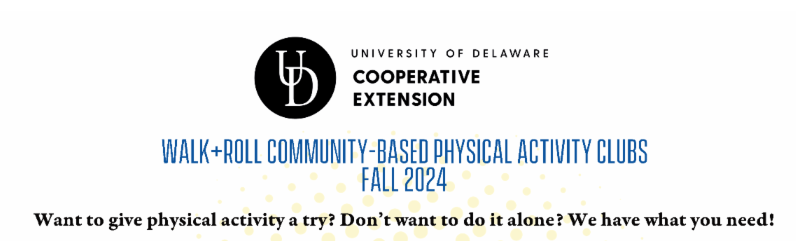 UD
UNIVERSITY OF DELAWARE
COOPERATIVE
EXTENSION
WALK+ROLL COMMUNITY-BASED PHYSICAL ACTIVITY CLUBS
FALL 2024
Want to give physical activity a try? Don't want to do it alone? We have what you need!